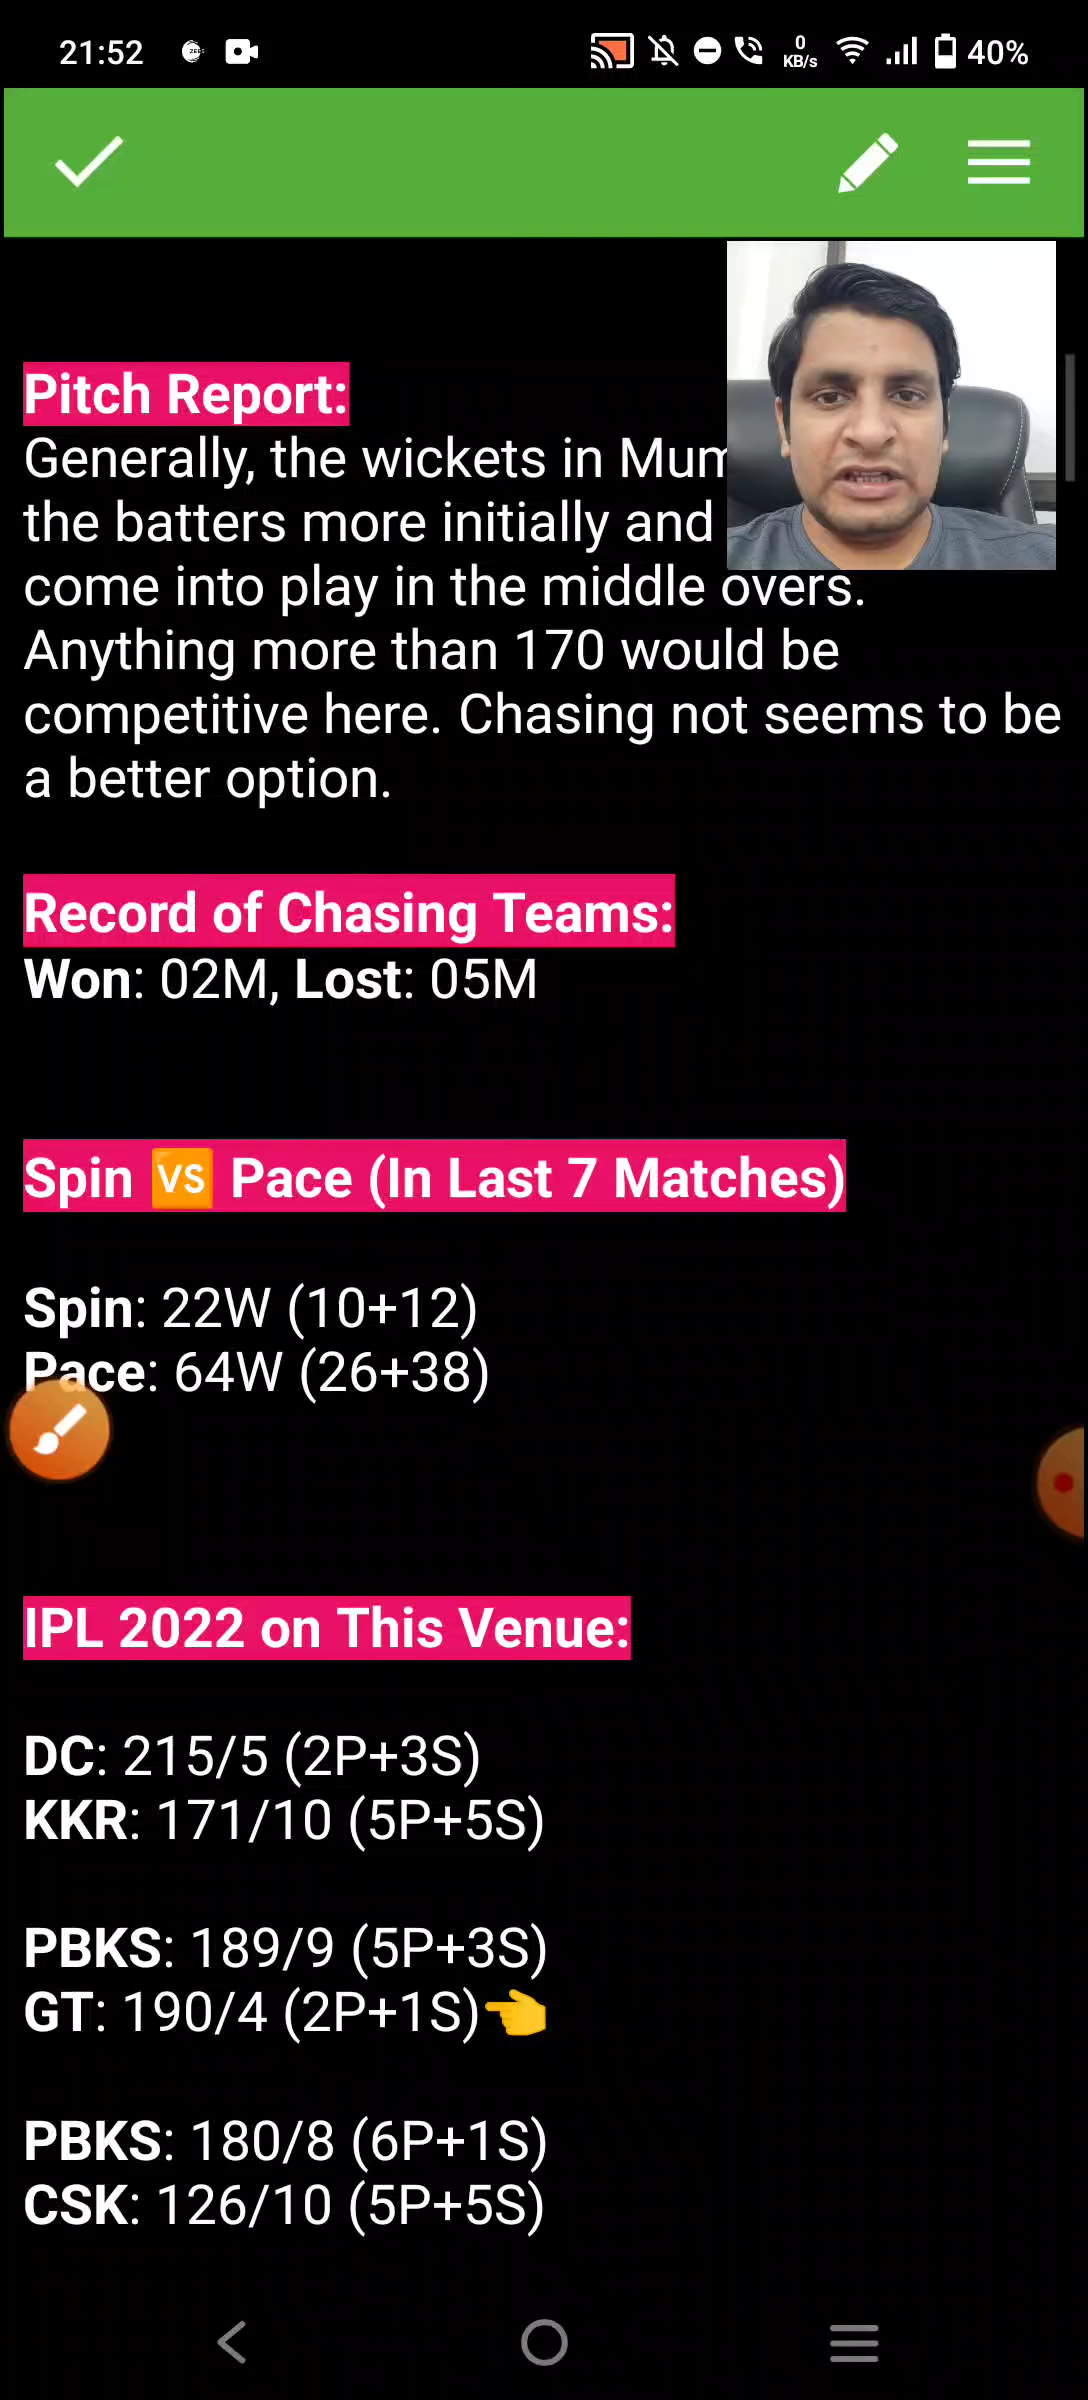 21:52
0
KB/s
40%
Pitch Report:
Generally, the wickets in
the batters more initially and
come into play in the middle overs.
Anything more than 170 would be
competitive here. Chasing not seems to be
a better option.
Record of Chasing Teams:
Won: 02M, Lost: 05M
Spin VS Pace (In Last 7 Matches)
Spin: 22W (10+12)
Pace: 64W (26+38)
IPL 2022 on This Venue:
DC: 215/5 (2P+3S)
KKR: 171/10 (5P+5S)
PBKS: 189/9 (5P+3S)
GT: 190/4 (2P+1S)👈
PBKS: 180/8 (6P+1S)
CSK: 126/10 (5P+5S)